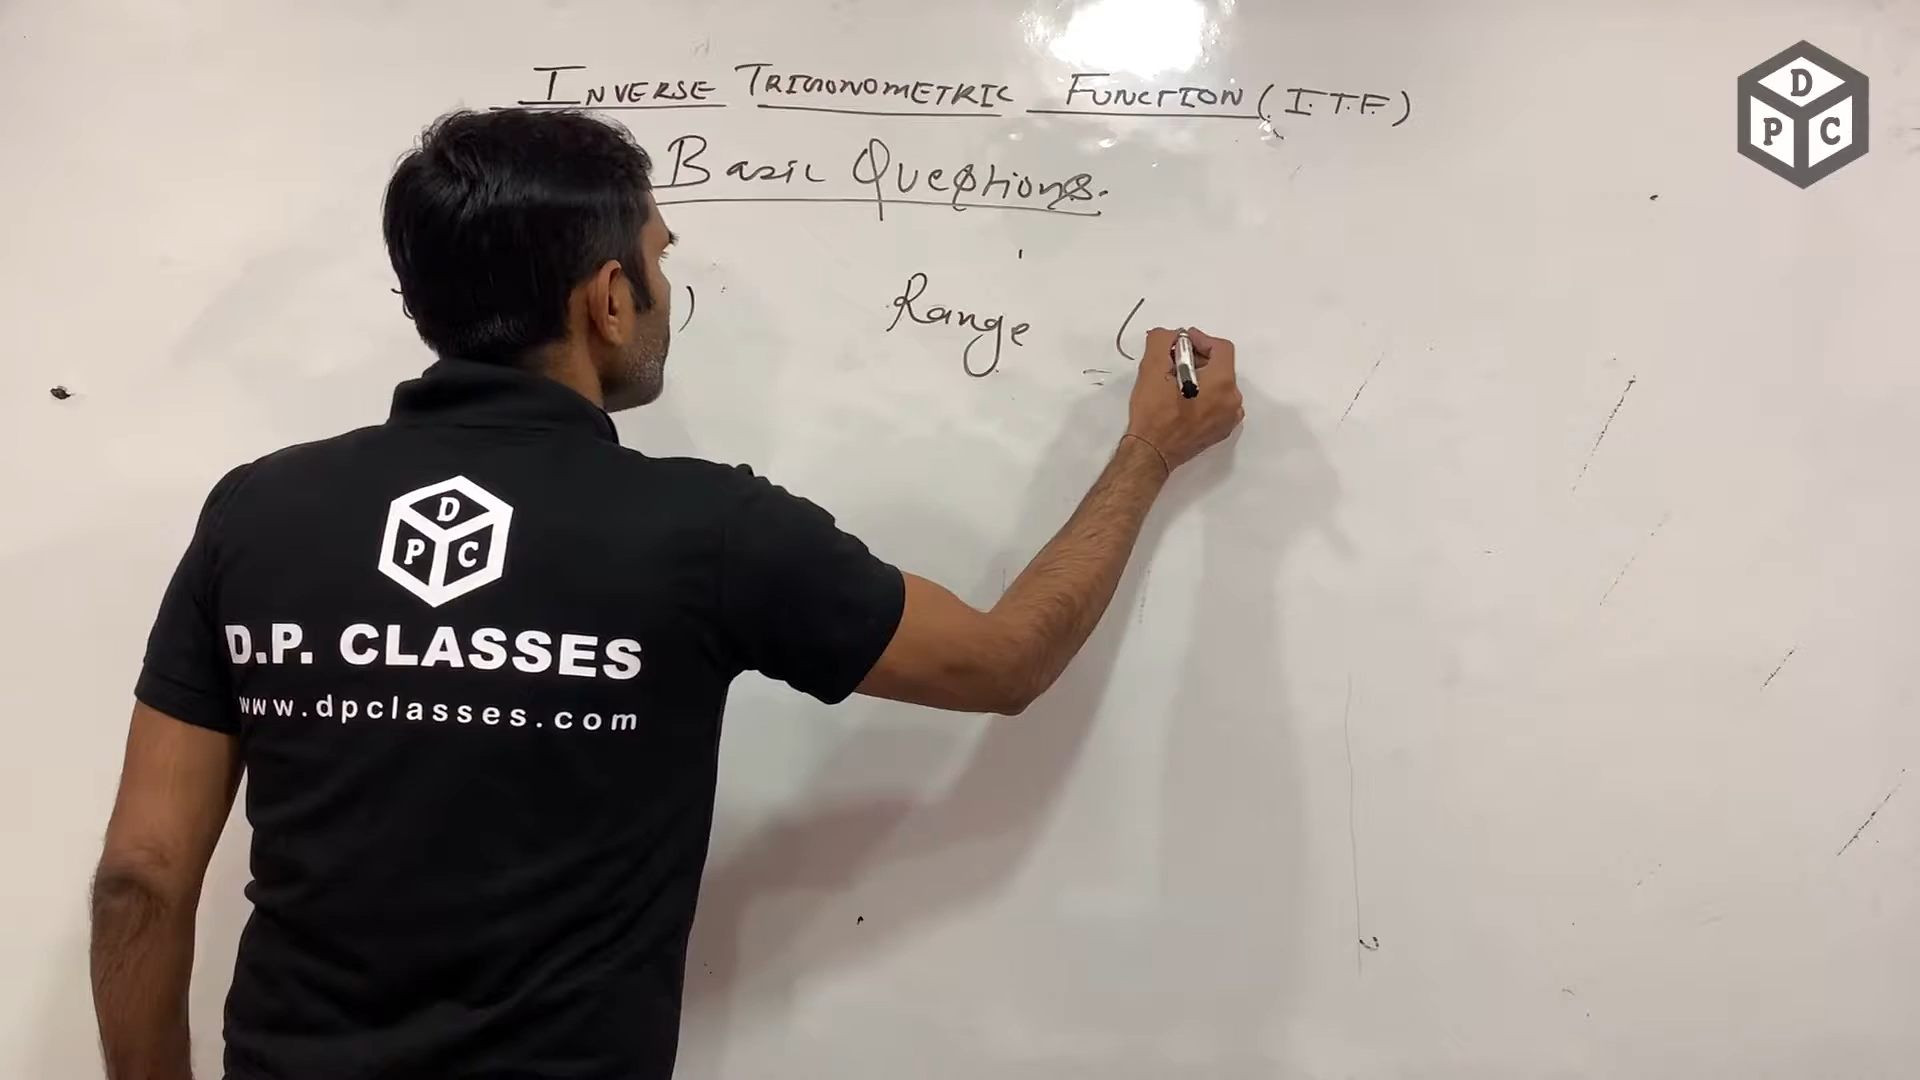 INVERSE TRIGONOMETRIC FUNCTION (I.T.F.)
Basic Questions.
) Range = (
D
P C
D
P C
D.P. CLASSES
www.dpclasses.com